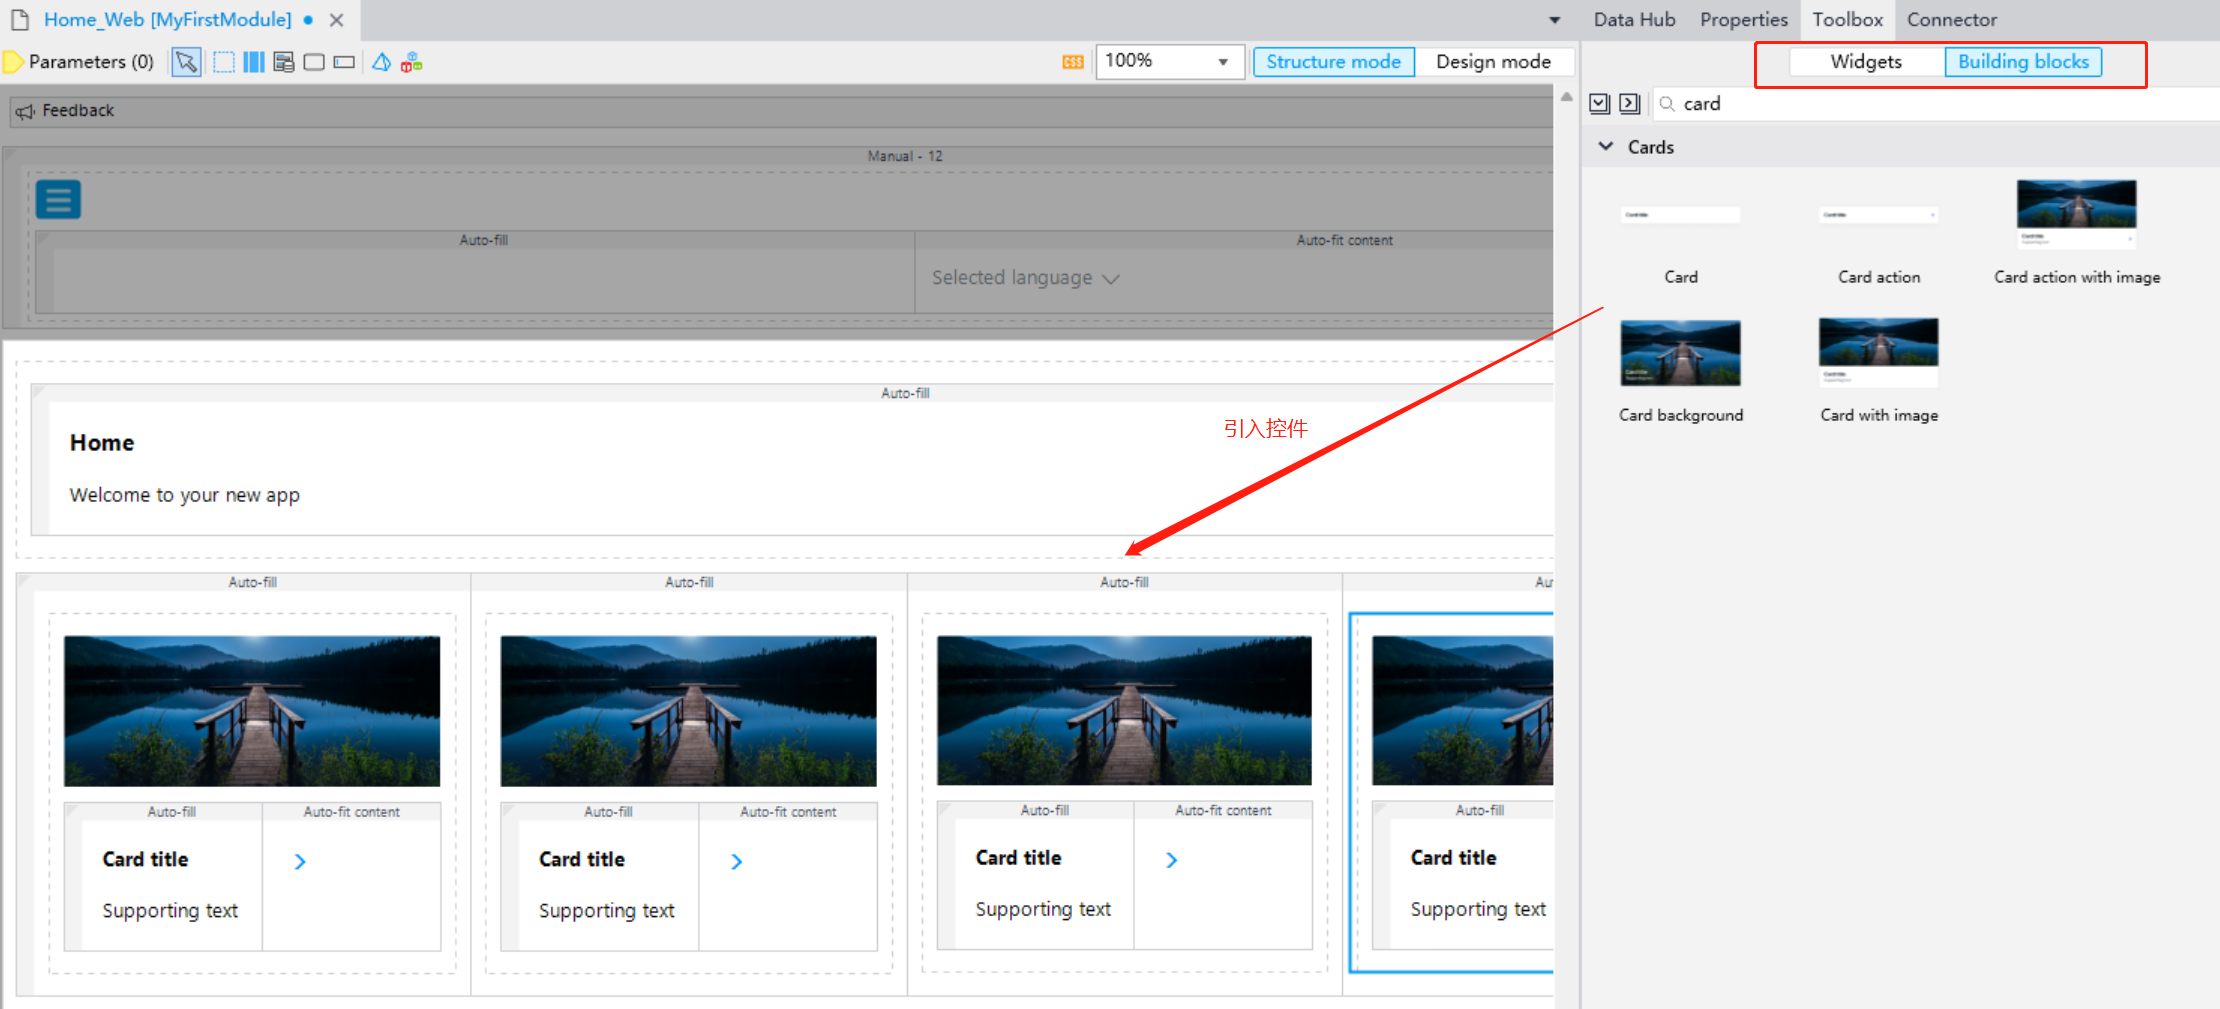 Home_Web [MyFirstModule]
Data Hub Properties Toolbox Connector
Parameters (0)
CSS
100%
Structure mode Design mode
Widgets Building blocks
Feedback
card
Cards
Manual - 12
Auto-fill Auto-fit content
Selected language
Card Card action Card action with image
Card background Card with image
引入控件
Auto-fill
Home
Welcome to your new app
Auto-fill Auto-fill Auto-fill Au
Auto-fill Auto-fit content Auto-fill Auto-fit content Auto-fill Auto-fit content Auto-fill
Card title Card title Card title Card title
Supporting text Supporting text Supporting text Supporting text